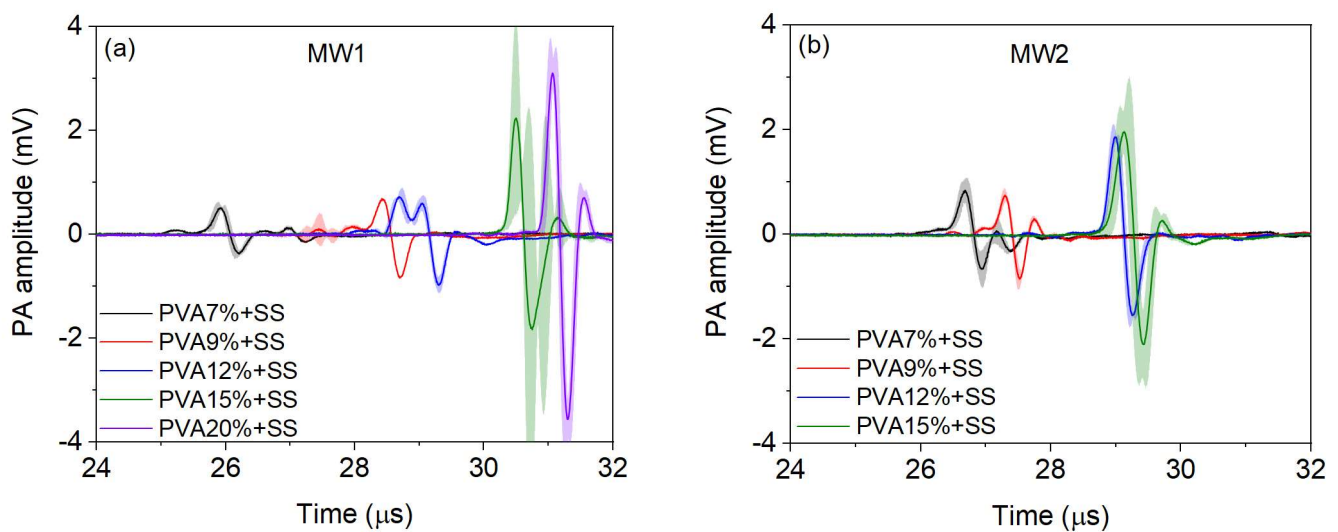 (a)
MW1
4
2
0
-2
-4
PA amplitude (mV)
PVA7%+SS
PVA9%+SS
PVA12%+SS
PVA15%+SS
PVA20%+SS
24
26
28
30
32
Time (μs)
(b)
MW2
4
2
0
-2
-4
PA amplitude (mV)
PVA7%+SS
PVA9%+SS
PVA12%+SS
PVA15%+SS
24
26
28
30
32
Time (μs)